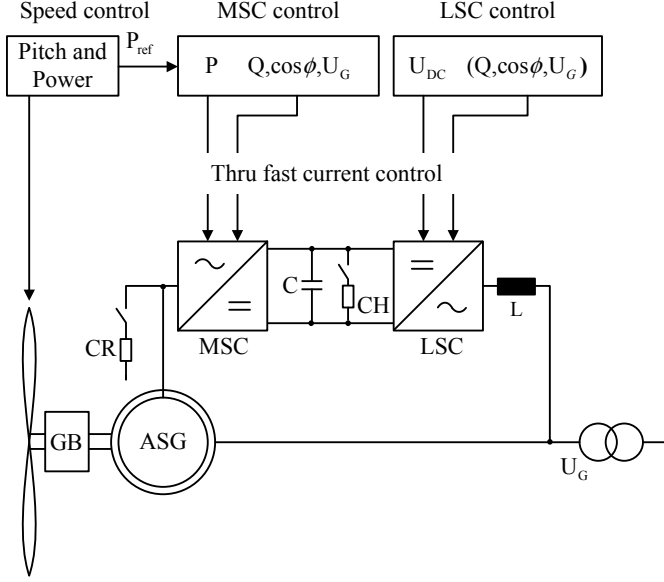 Speed control
MSC control
LSC control
Pitch and
Power
P_ref
P Q,cosϕ,U_G
U_DC (Q,cosϕ,U_G)
Thru fast current control
C
CH
L
CR
MSC
LSC
GB
ASG
U_G